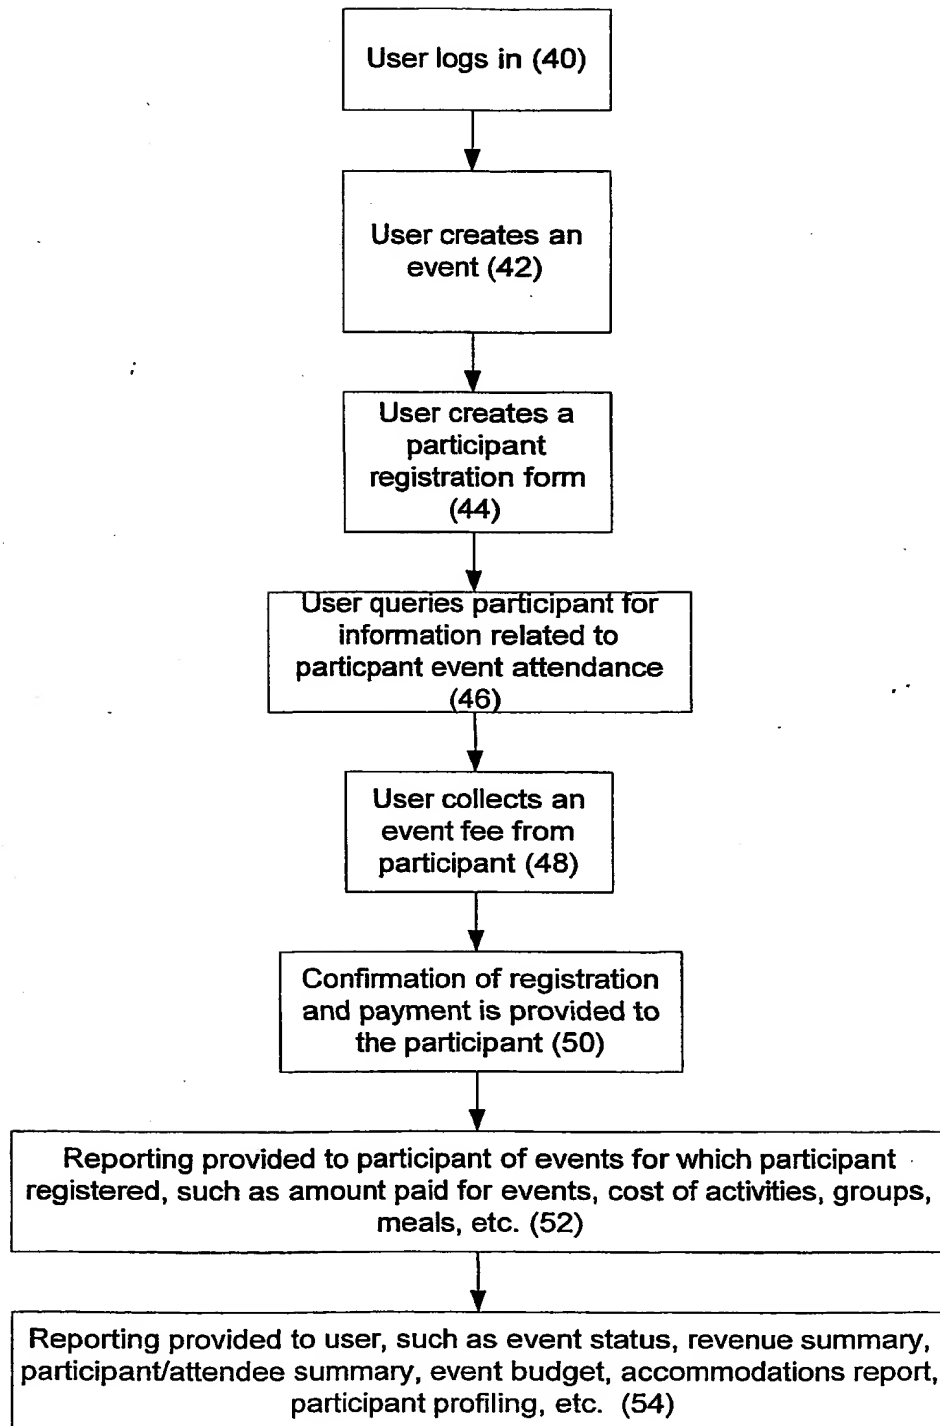 User logs in (40)
User creates an
event (42)
User creates a
participant
registration form
(44)
User queries participant for
information related to
particpant event attendance
(46)
User collects an
event fee from
participant (48)
Confirmation of registration
and payment is provided to
the participant (50)
Reporting provided to participant of events for which participant
registered, such as amount paid for events, cost of activities, groups,
meals, etc. (52)
Reporting provided to user, such as event status, revenue summary,
participant/attendee summary, event budget, accommodations report,
participant profiling, etc. (54)